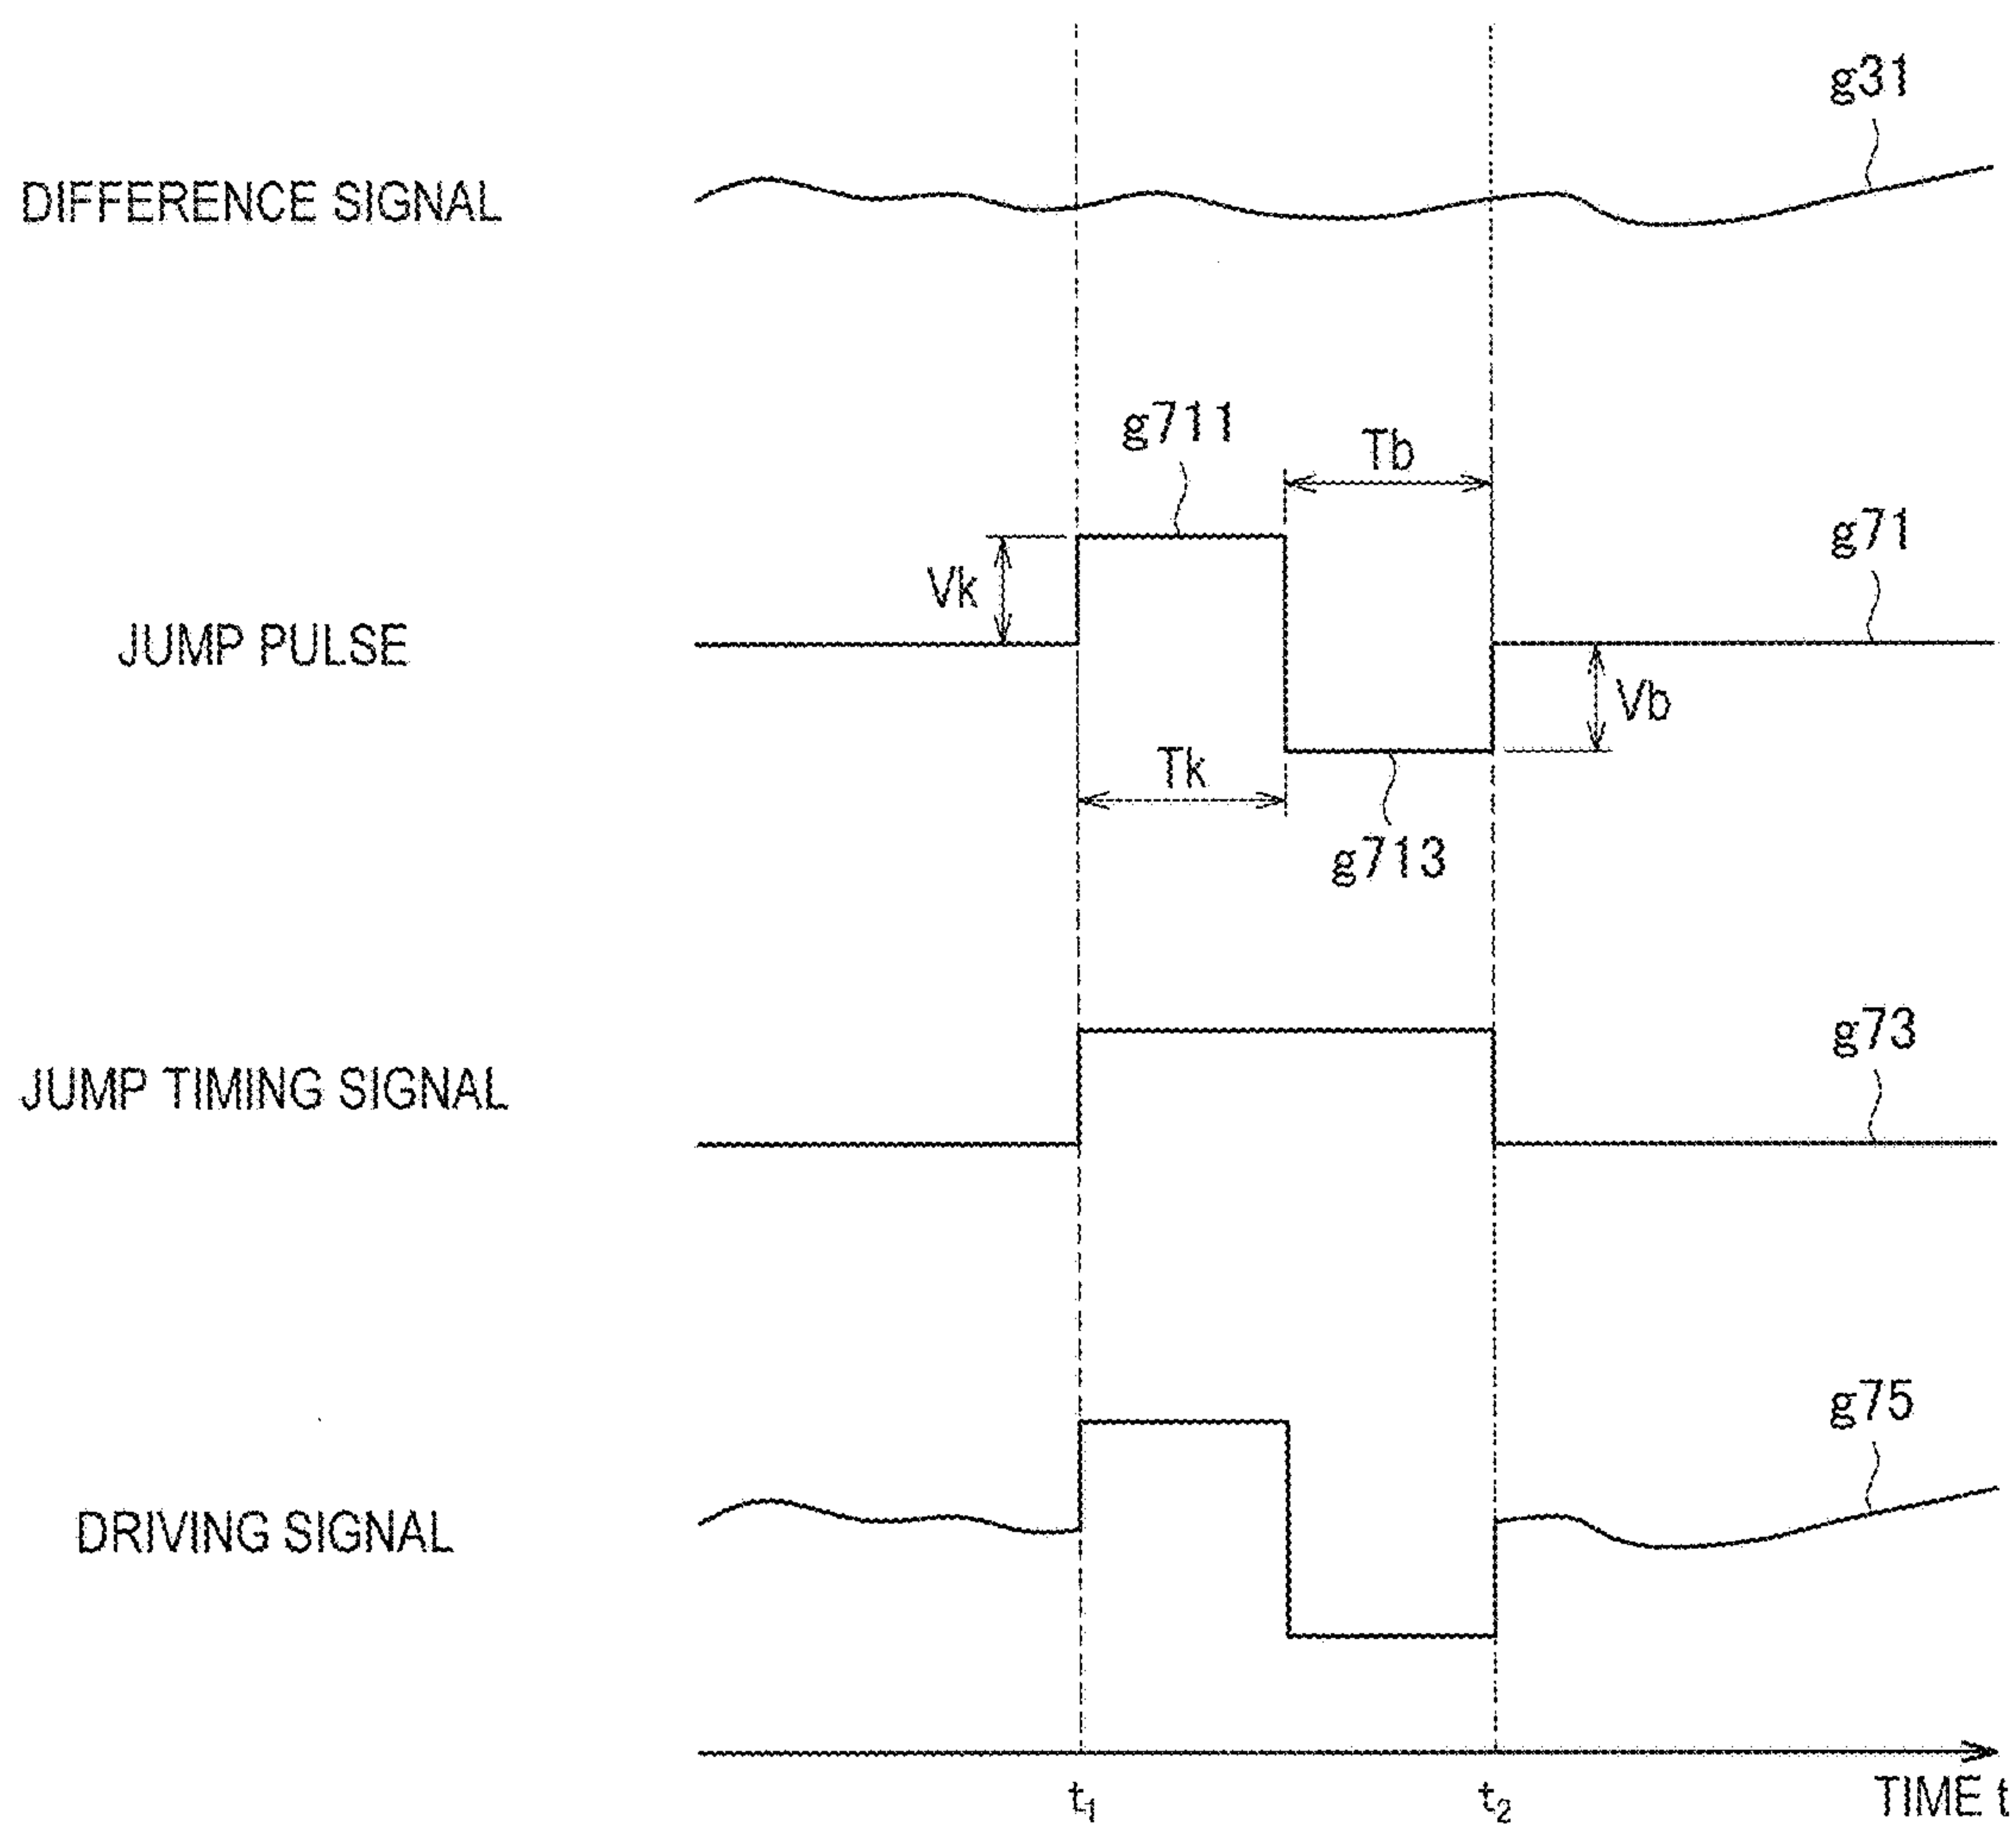 g31
DIFFERENCE SIGNAL
g711
Tb
g71
Vk
JUMP PULSE
Vb
Tk
g713
g73
JUMP TIMING SIGNAL
g75
DRIVING SIGNAL
t1
t2
TIME t